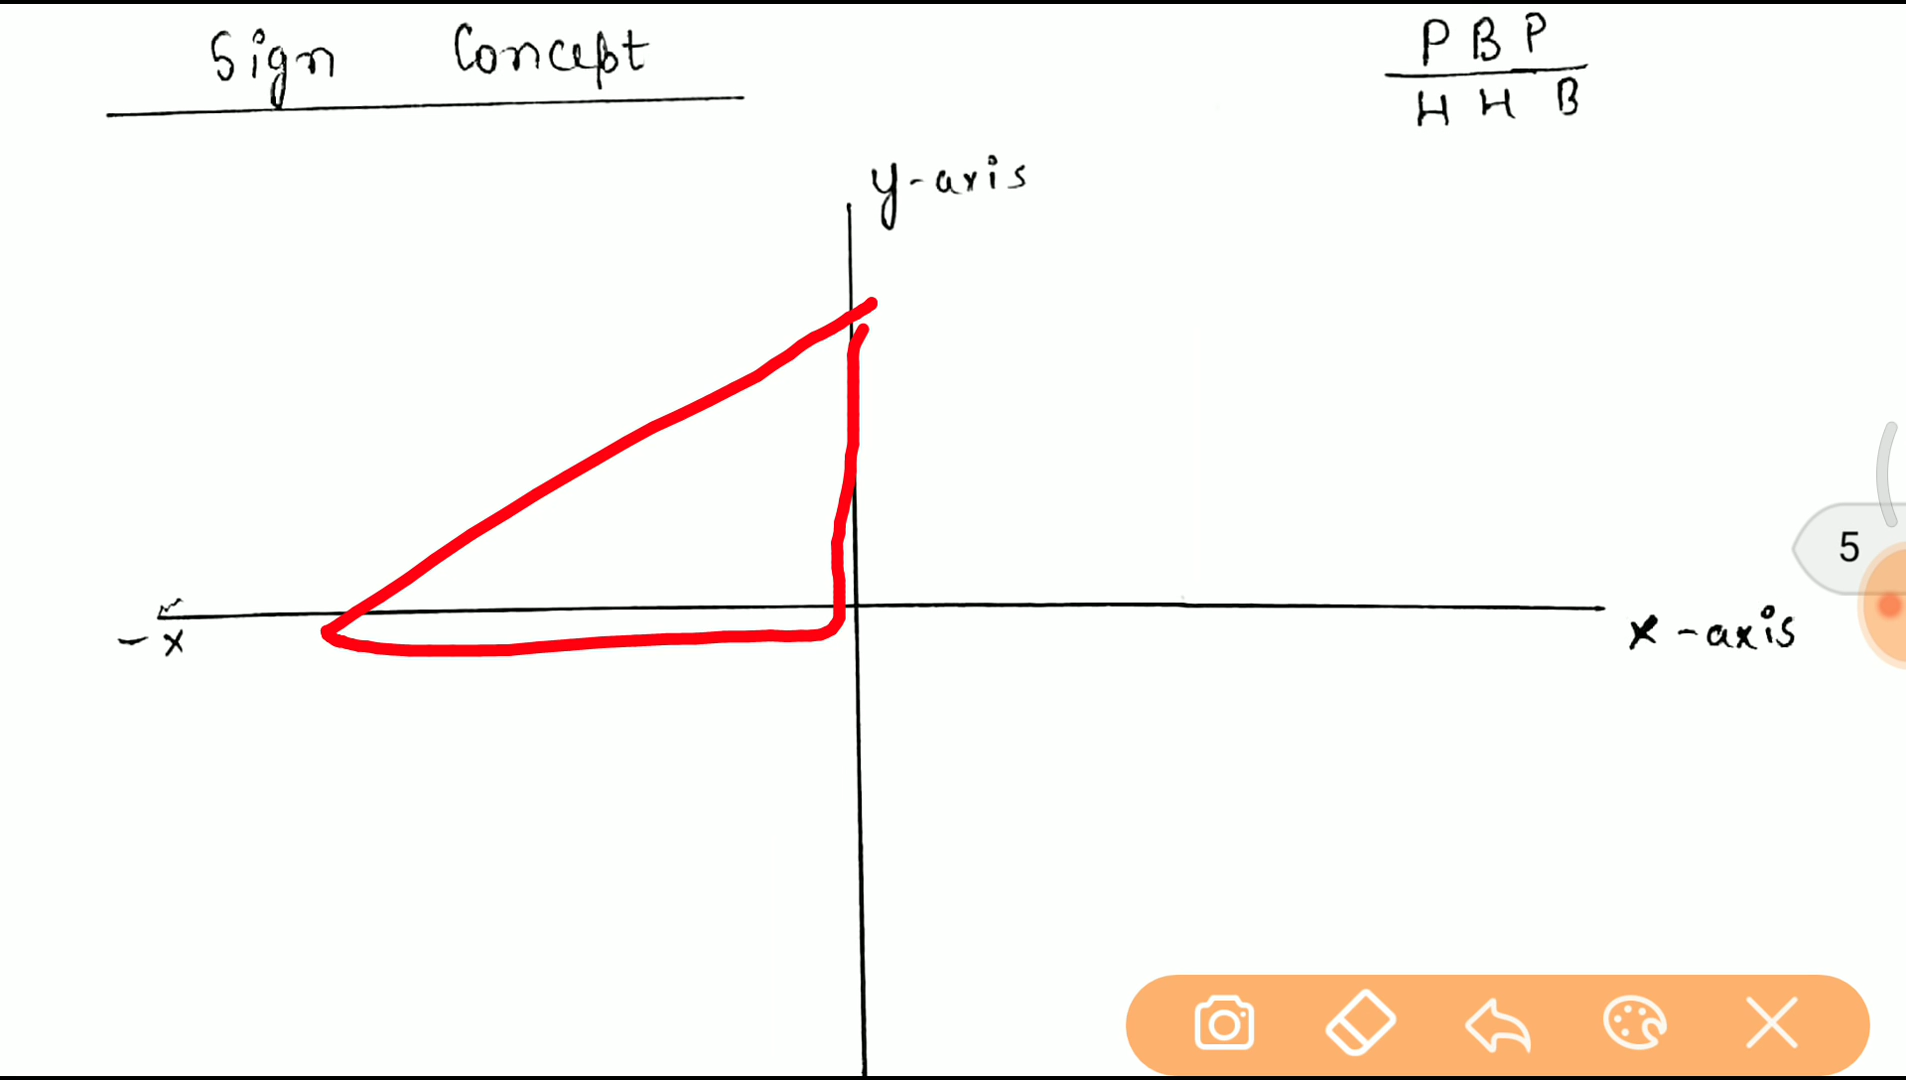 Sign Concept
P B P
H H B
y-axis
5
-x
x-axis